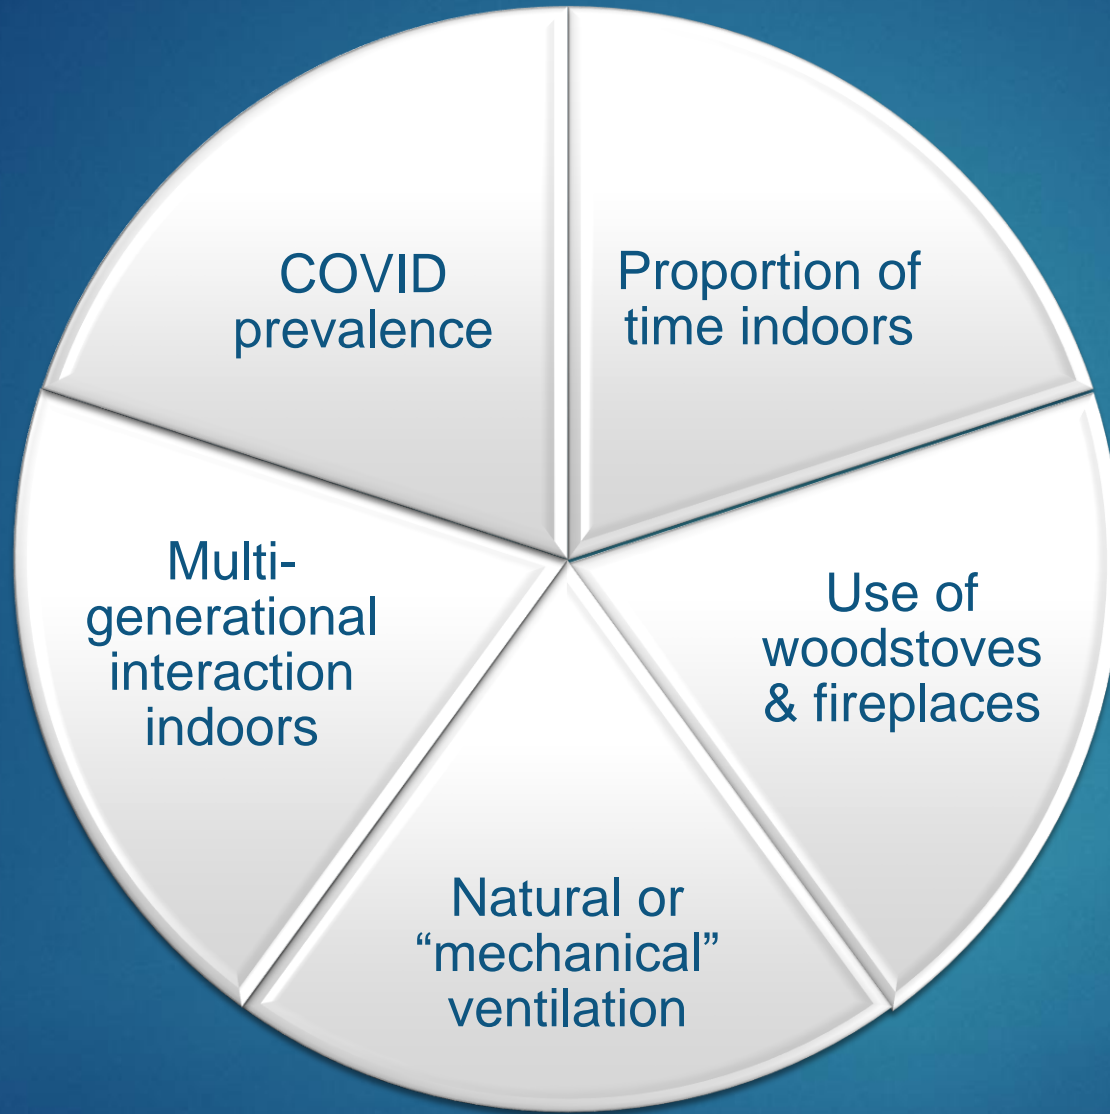 COVID
prevalence
Proportion of
time indoors
Multi-
generational
interaction
indoors
Use of
woodstoves
& fireplaces
Natural or
“mechanical”
ventilation